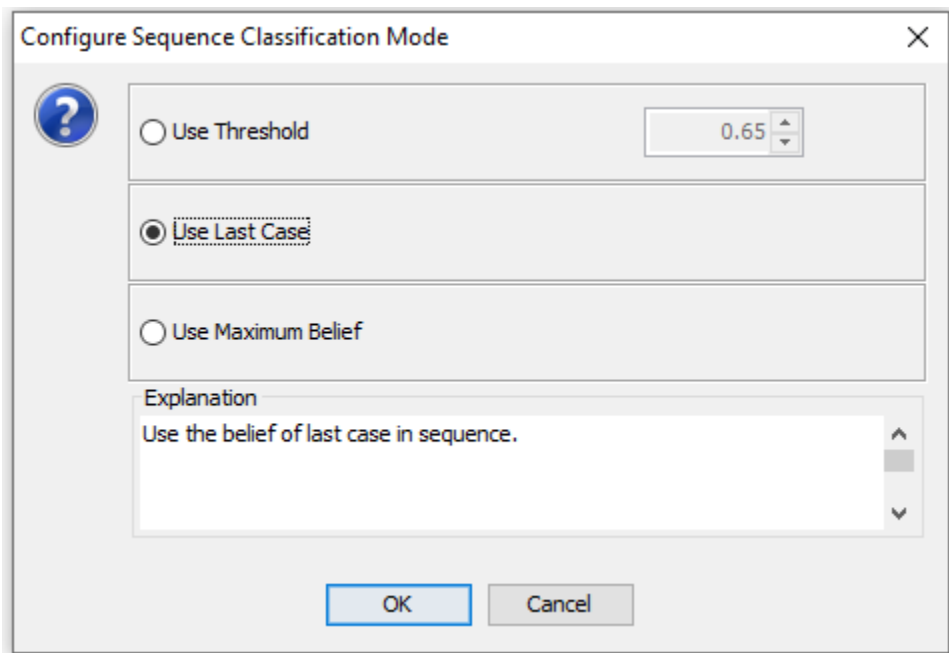 Configure Sequence Classification Mode
?
Use Threshold 0.65
Use Last Case
Use Maximum Belief
Explanation
Use the belief of last case in sequence.
OK Cancel